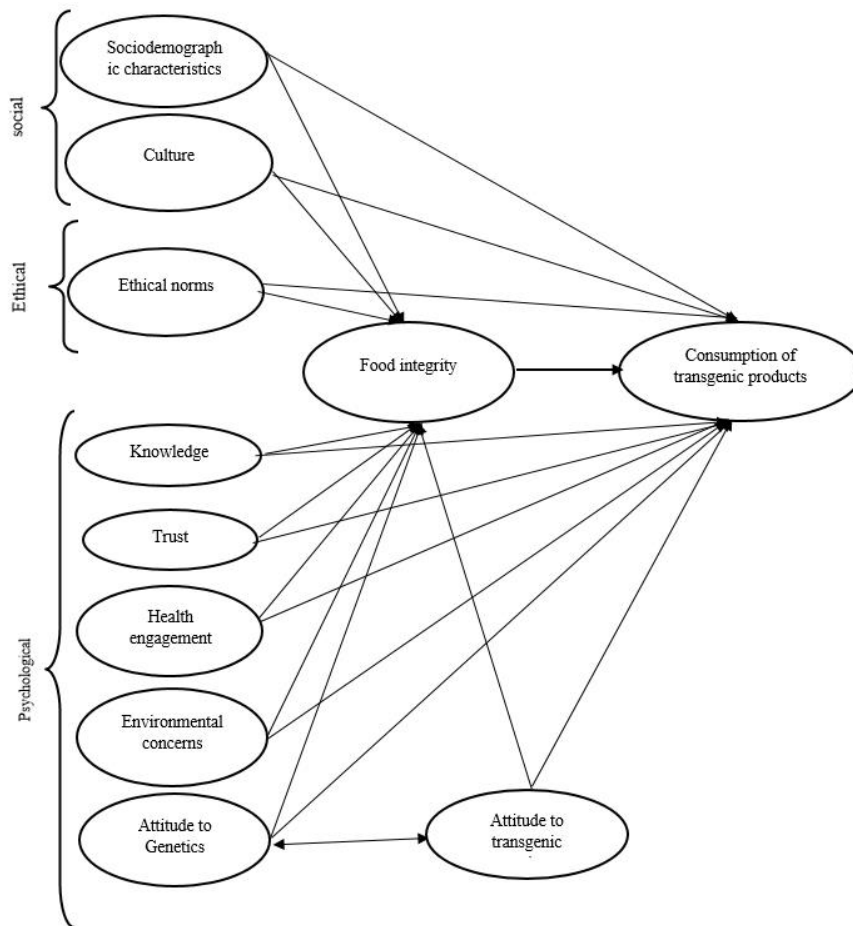 social
Sociodemograph
ic characteristics
Culture
Ethical
Ethical norms
Food integrity
Consumption of
transgenic products
Psychological
Knowledge
Trust
Health
engagement
Environmental
concerns
Attitude to
Genetics
Attitude to
transgenic